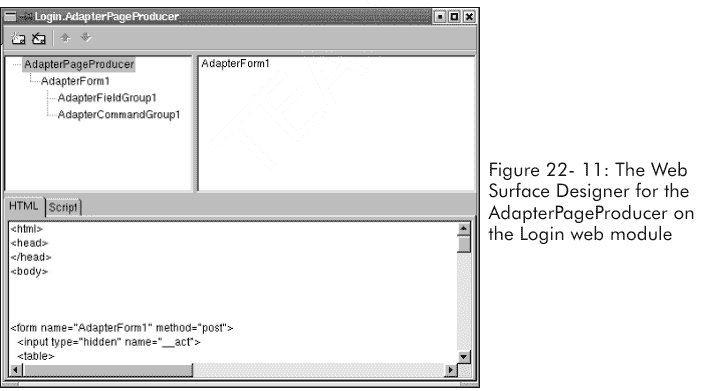 Login.AdapterPageProducer
AdapterPageProducer
AdapterForm1
AdapterFieldGroup1
AdapterCommandGroup1
AdapterForm1
HTML Script
<html>
<head>
</head>
<body>
<form name="AdapterForm1" method="post">
<input type="hidden" name="__act">
<table>
Figure 22- 11: The Web
Surface Designer for the
AdapterPageProducer on
the Login web module